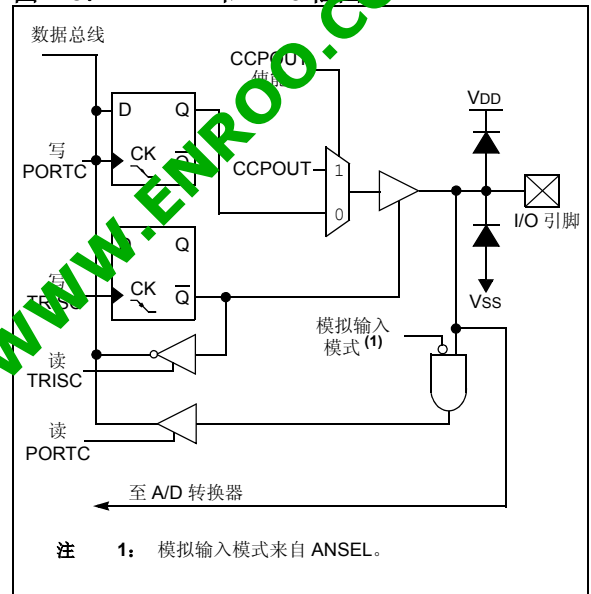 数据总线
CCPOUT
使能
VDD
D Q
写
PORTC
CK
CCPOUT
1
0
I/O 引脚
Q
写
TRISC
CK Q
VSS
模拟输入
模式 (1)
读
TRISC
读
PORTC
至 A/D 转换器
注 1: 模拟输入模式来自 ANSEL。
WWW.ENROO.CO